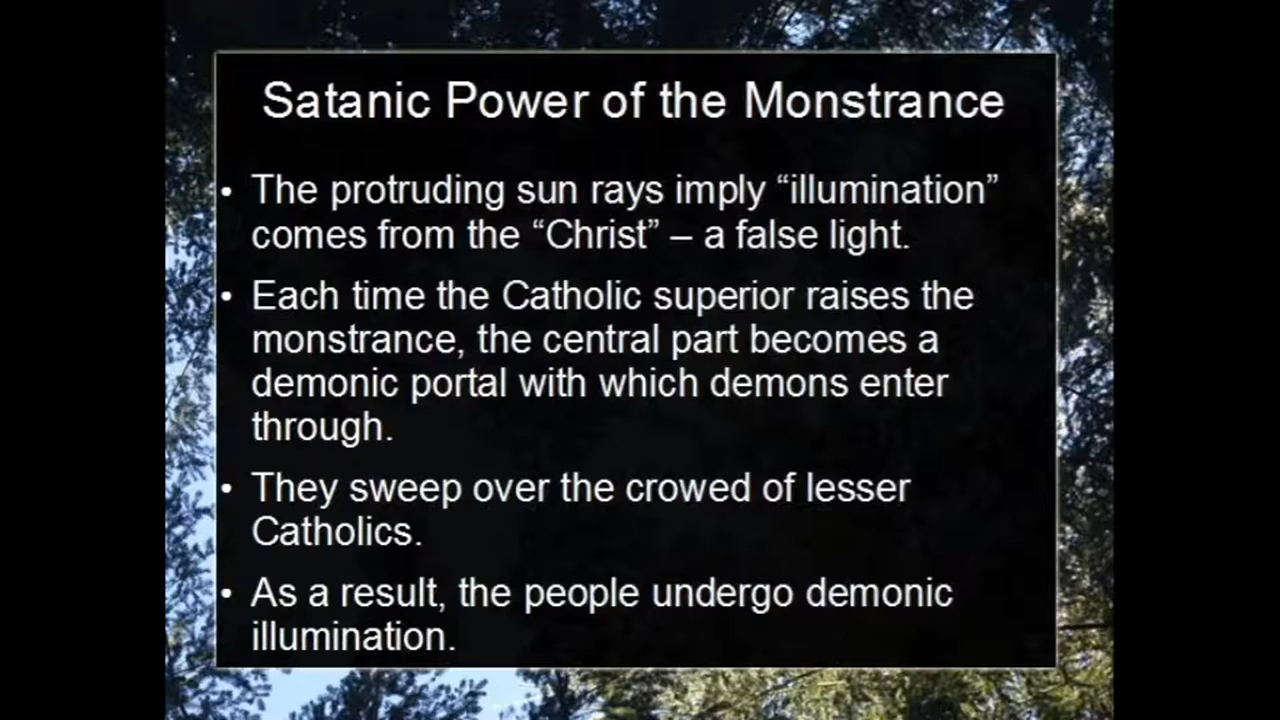 Satanic Power of the Monstrance
• The protruding sun rays imply “illumination”
comes from the “Christ” – a false light.
• Each time the Catholic superior raises the
monstrance, the central part becomes a
demonic portal with which demons enter
through.
• They sweep over the crowed of lesser
Catholics.
• As a result, the people undergo demonic
illumination.